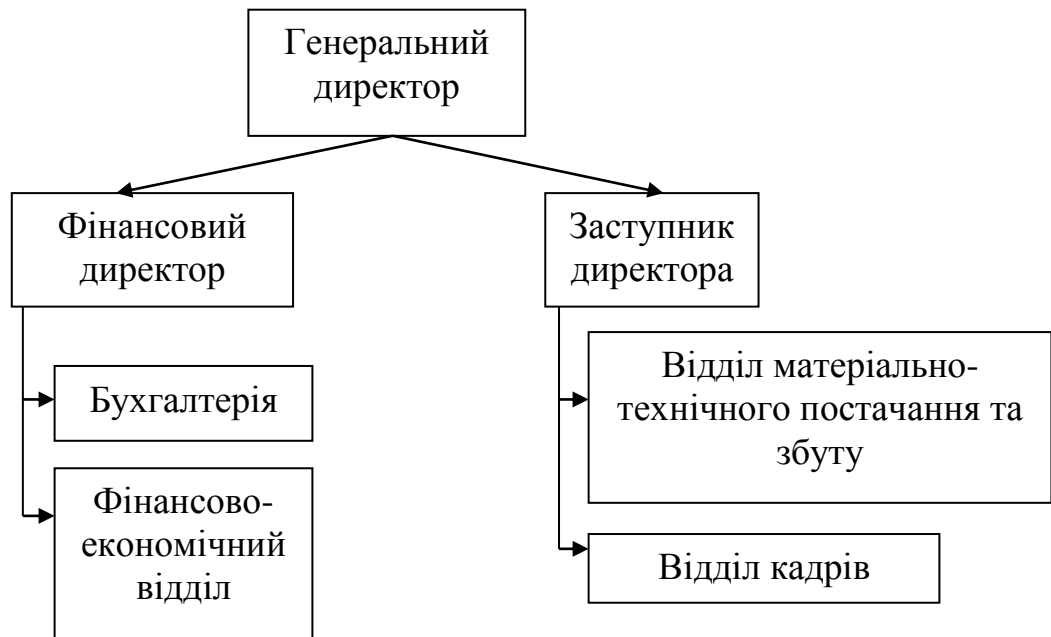 Генеральний
директор
Фінансовий
директор
Заступник
директора
Бухгалтерія
Фінансово-
економічний
відділ
Відділ матеріально-
технічного постачання та
збуту
Відділ кадрів